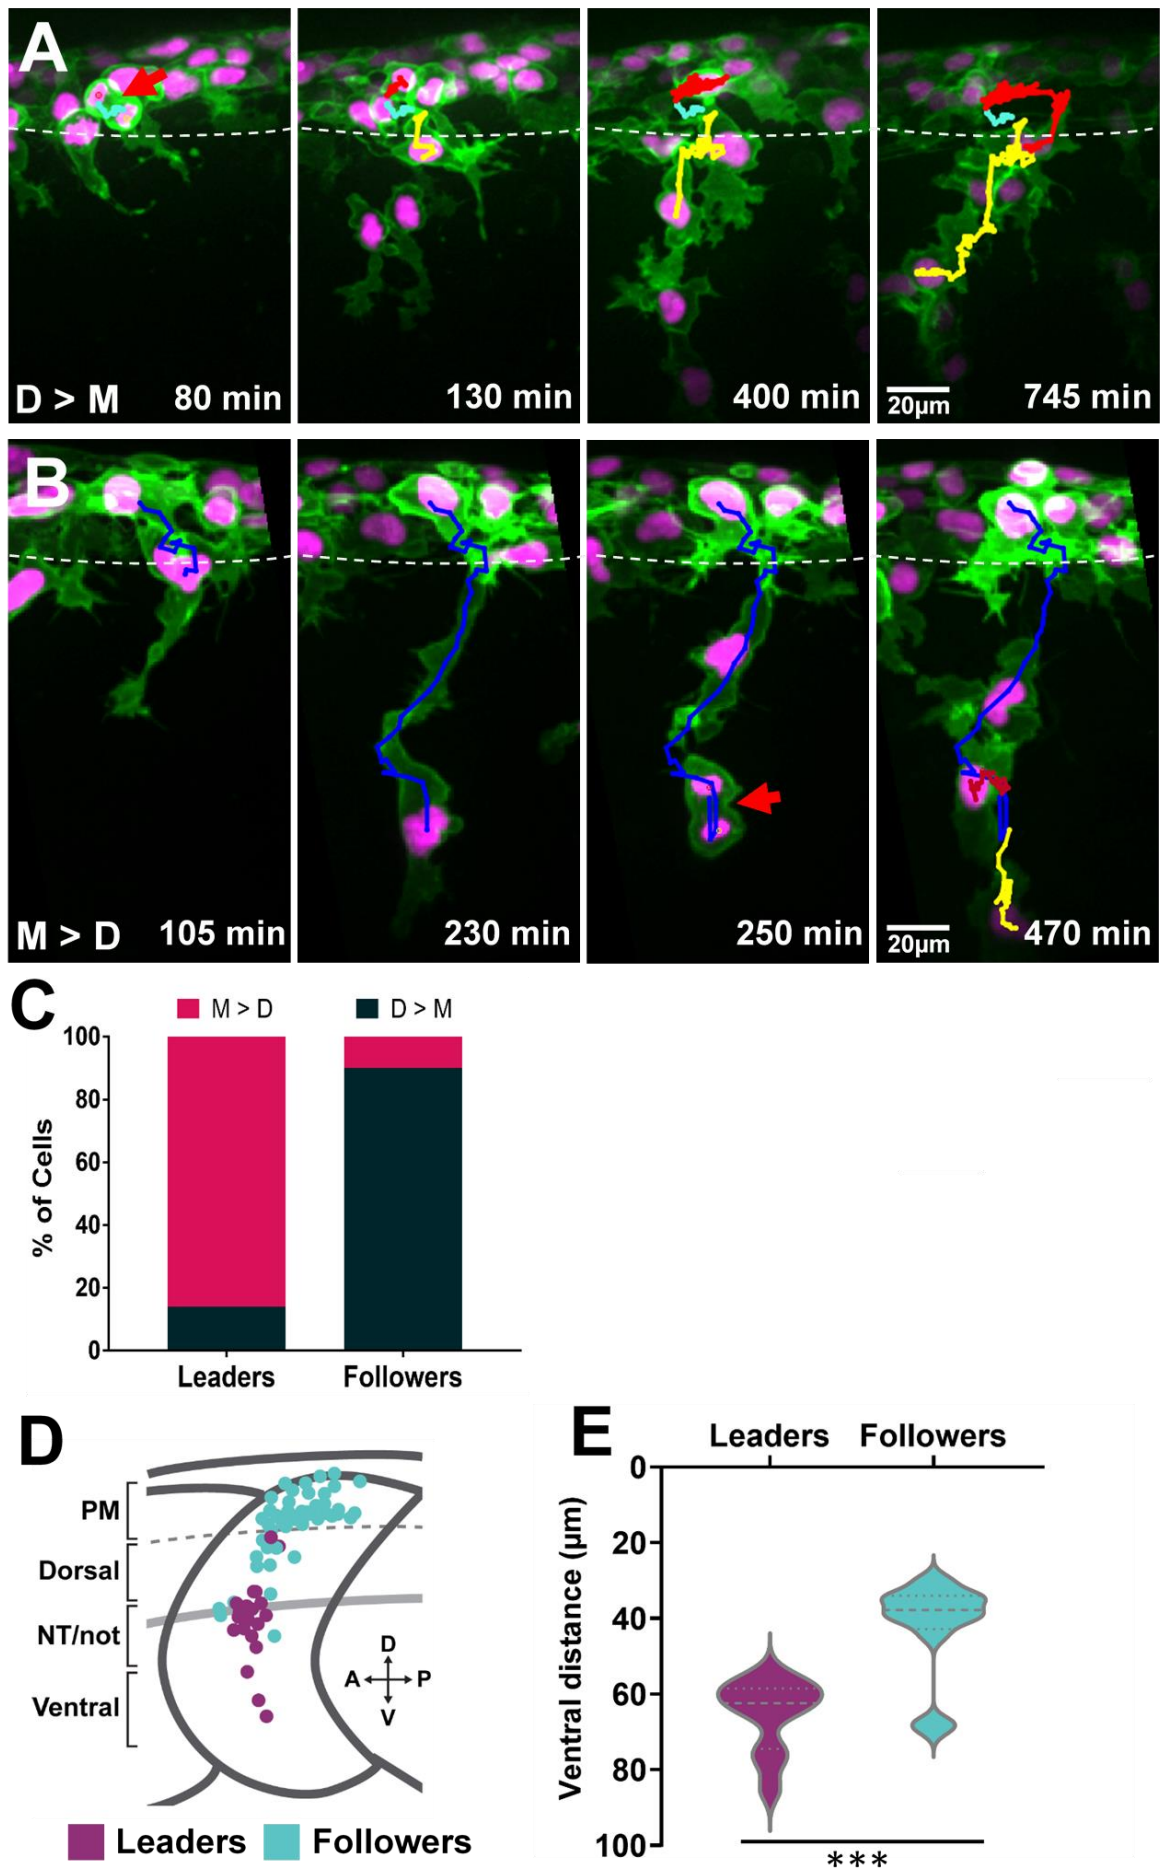 A
D > M
80 min
130 min
400 min
20µm
745 min
B
M > D
105 min
230 min
250 min
20µm
470 min
C
M > D
D > M
% of Cells
100
80
60
40
20
0
Leaders
Followers
D
PM
Dorsal
NT/not
Ventral
D
A
P
V
Leaders
Followers
E
Leaders
Followers
Ventral distance (µm)
0
20
40
60
80
100
***